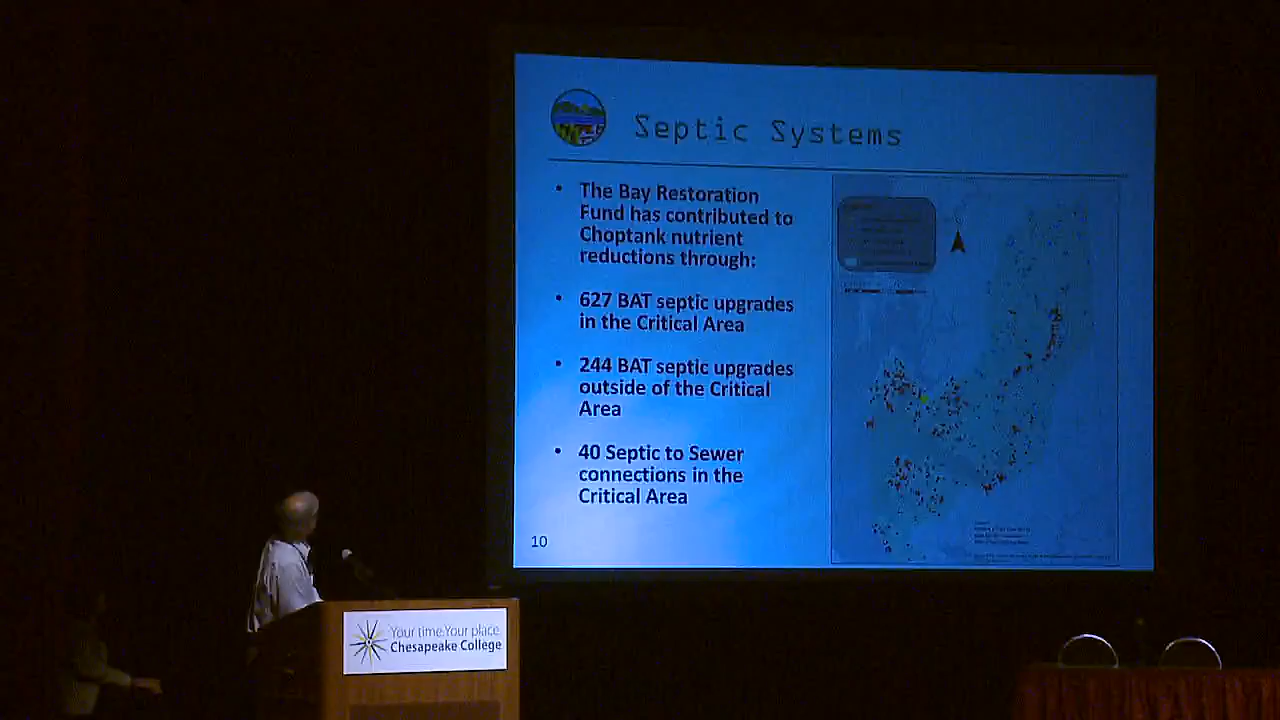 Septic Systems
• The Bay Restoration
Fund has contributed to
Choptank nutrient
reductions through:
• 627 BAT septic upgrades
in the Critical Area
• 244 BAT septic upgrades
outside of the Critical
Area
• 40 Septic to Sewer
connections in the
Critical Area
10
Your time. Your place.
Chesapeake College